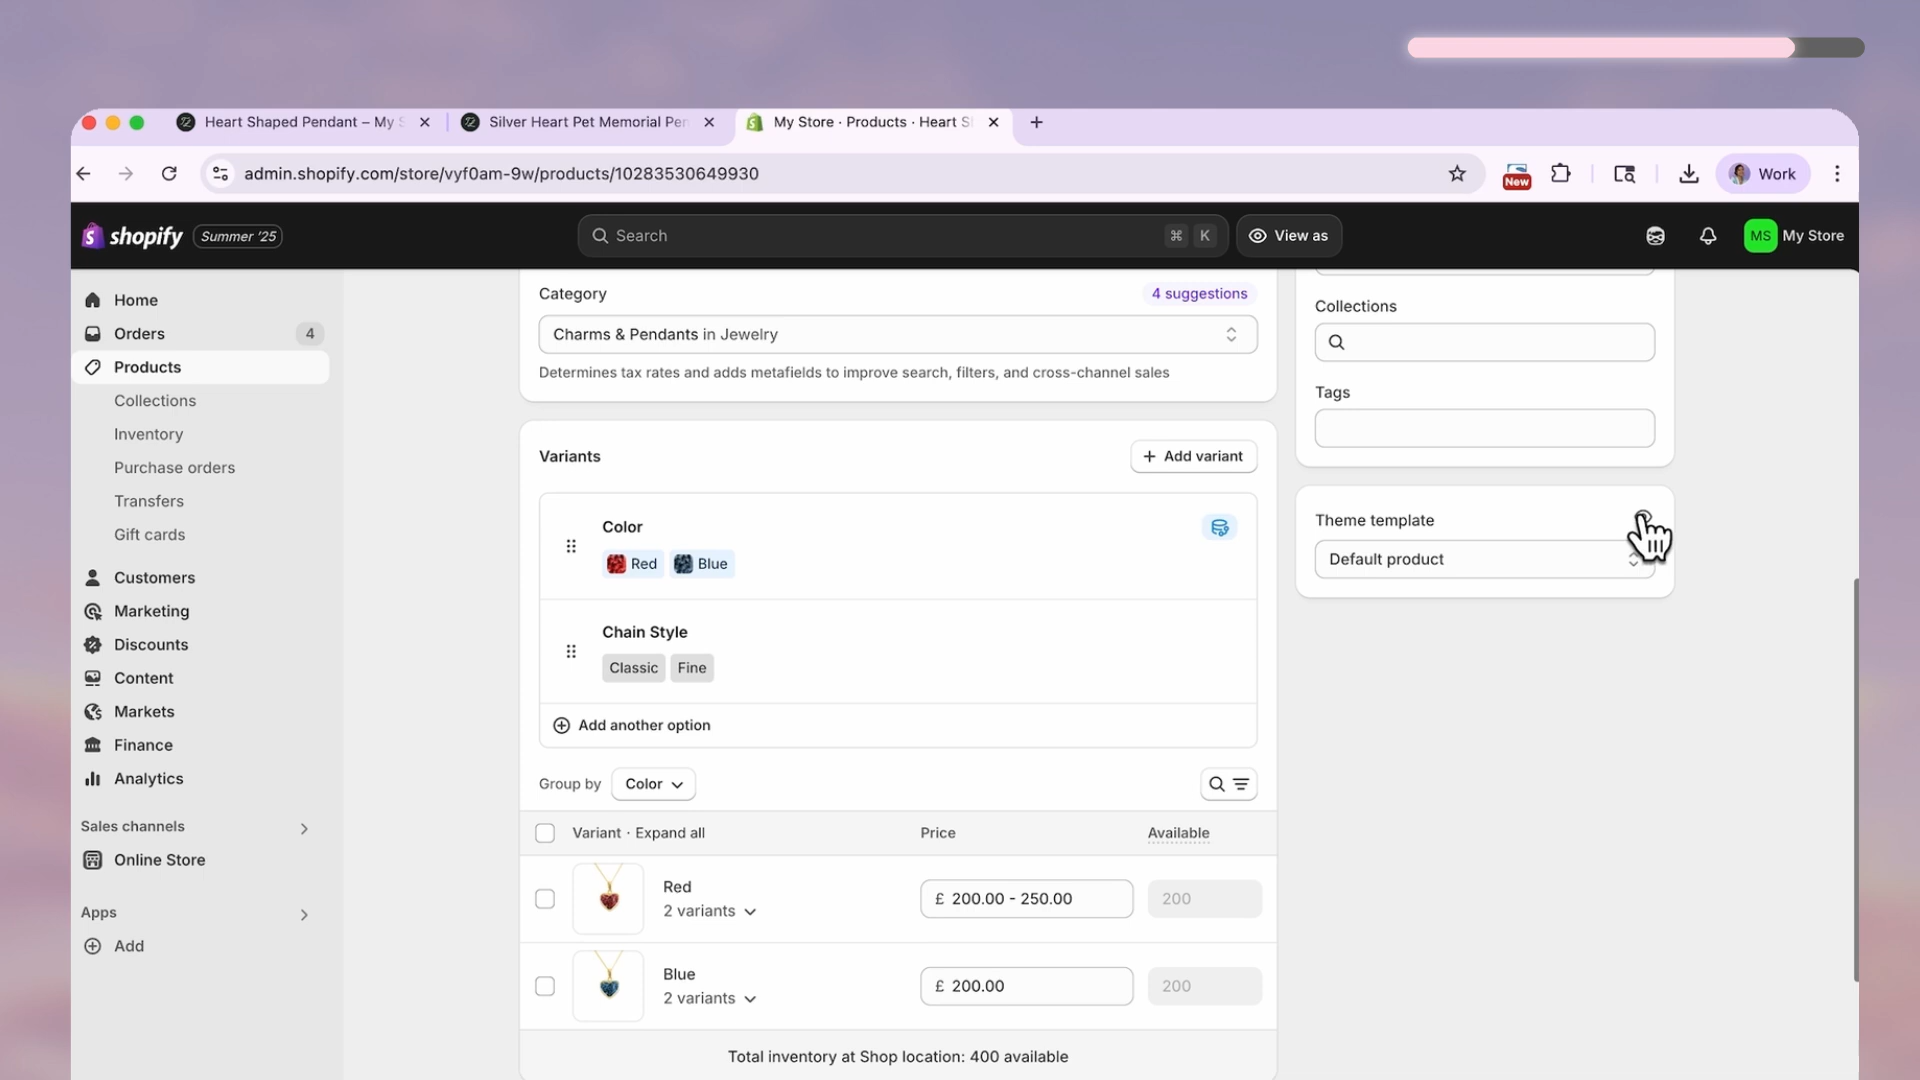 Heart Shaped Pendant – My S
Silver Heart Pet Memorial Pen
My Store · Products · Heart S
admin.shopify.com/store/vyf0am-9w/products/10283530649930
New
Work
shopify
Summer '25
Search
⌘ K
View as
MS My Store
Home
Orders 4
Products
Collections
Inventory
Purchase orders
Transfers
Gift cards
Customers
Marketing
Discounts
Content
Markets
Finance
Analytics
Sales channels
Online Store
Apps
Add
Category
4 suggestions
Charms & Pendants in Jewelry
Determines tax rates and adds metafields to improve search, filters, and cross-channel sales
Variants
Add variant
Color
Red Blue
Chain Style
Classic Fine
Add another option
Group by Color
Variant · Expand all Price Available
Red
2 variants
£ 200.00 - 250.00
200
Blue
2 variants
£ 200.00
200
Total inventory at Shop location: 400 available
Collections
Tags
Theme template
Default product